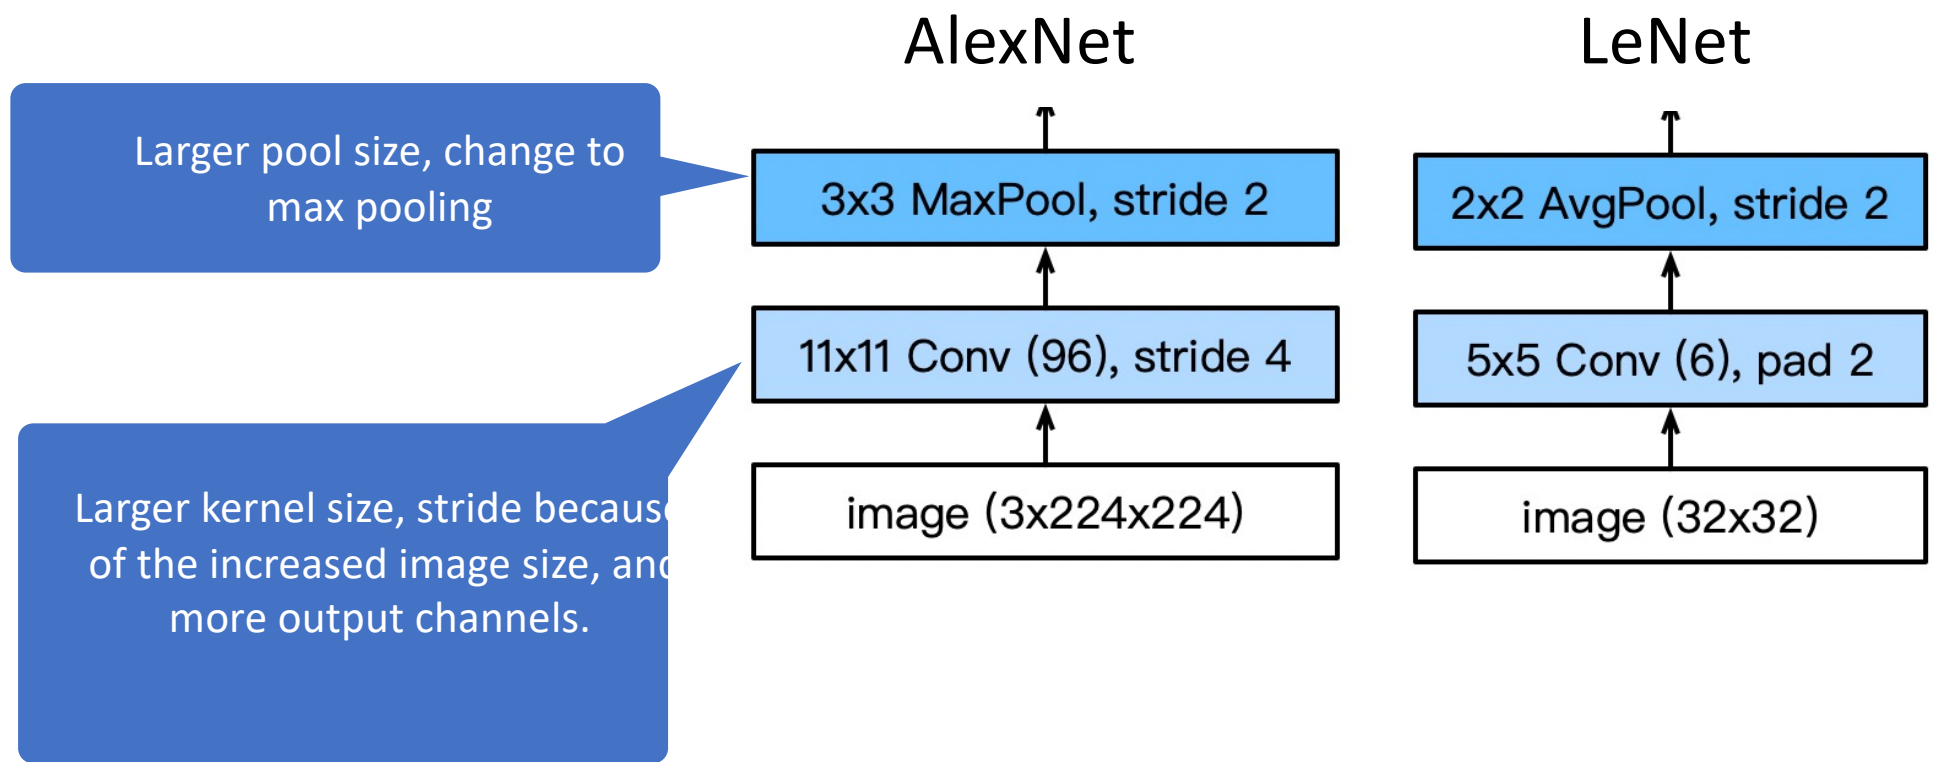 AlexNet
LeNet
Larger pool size, change to
max pooling
3x3 MaxPool, stride 2
2x2 AvgPool, stride 2
11x11 Conv (96), stride 4
5x5 Conv (6), pad 2
Larger kernel size, stride because
of the increased image size, and
more output channels.
image (3x224x224)
image (32x32)